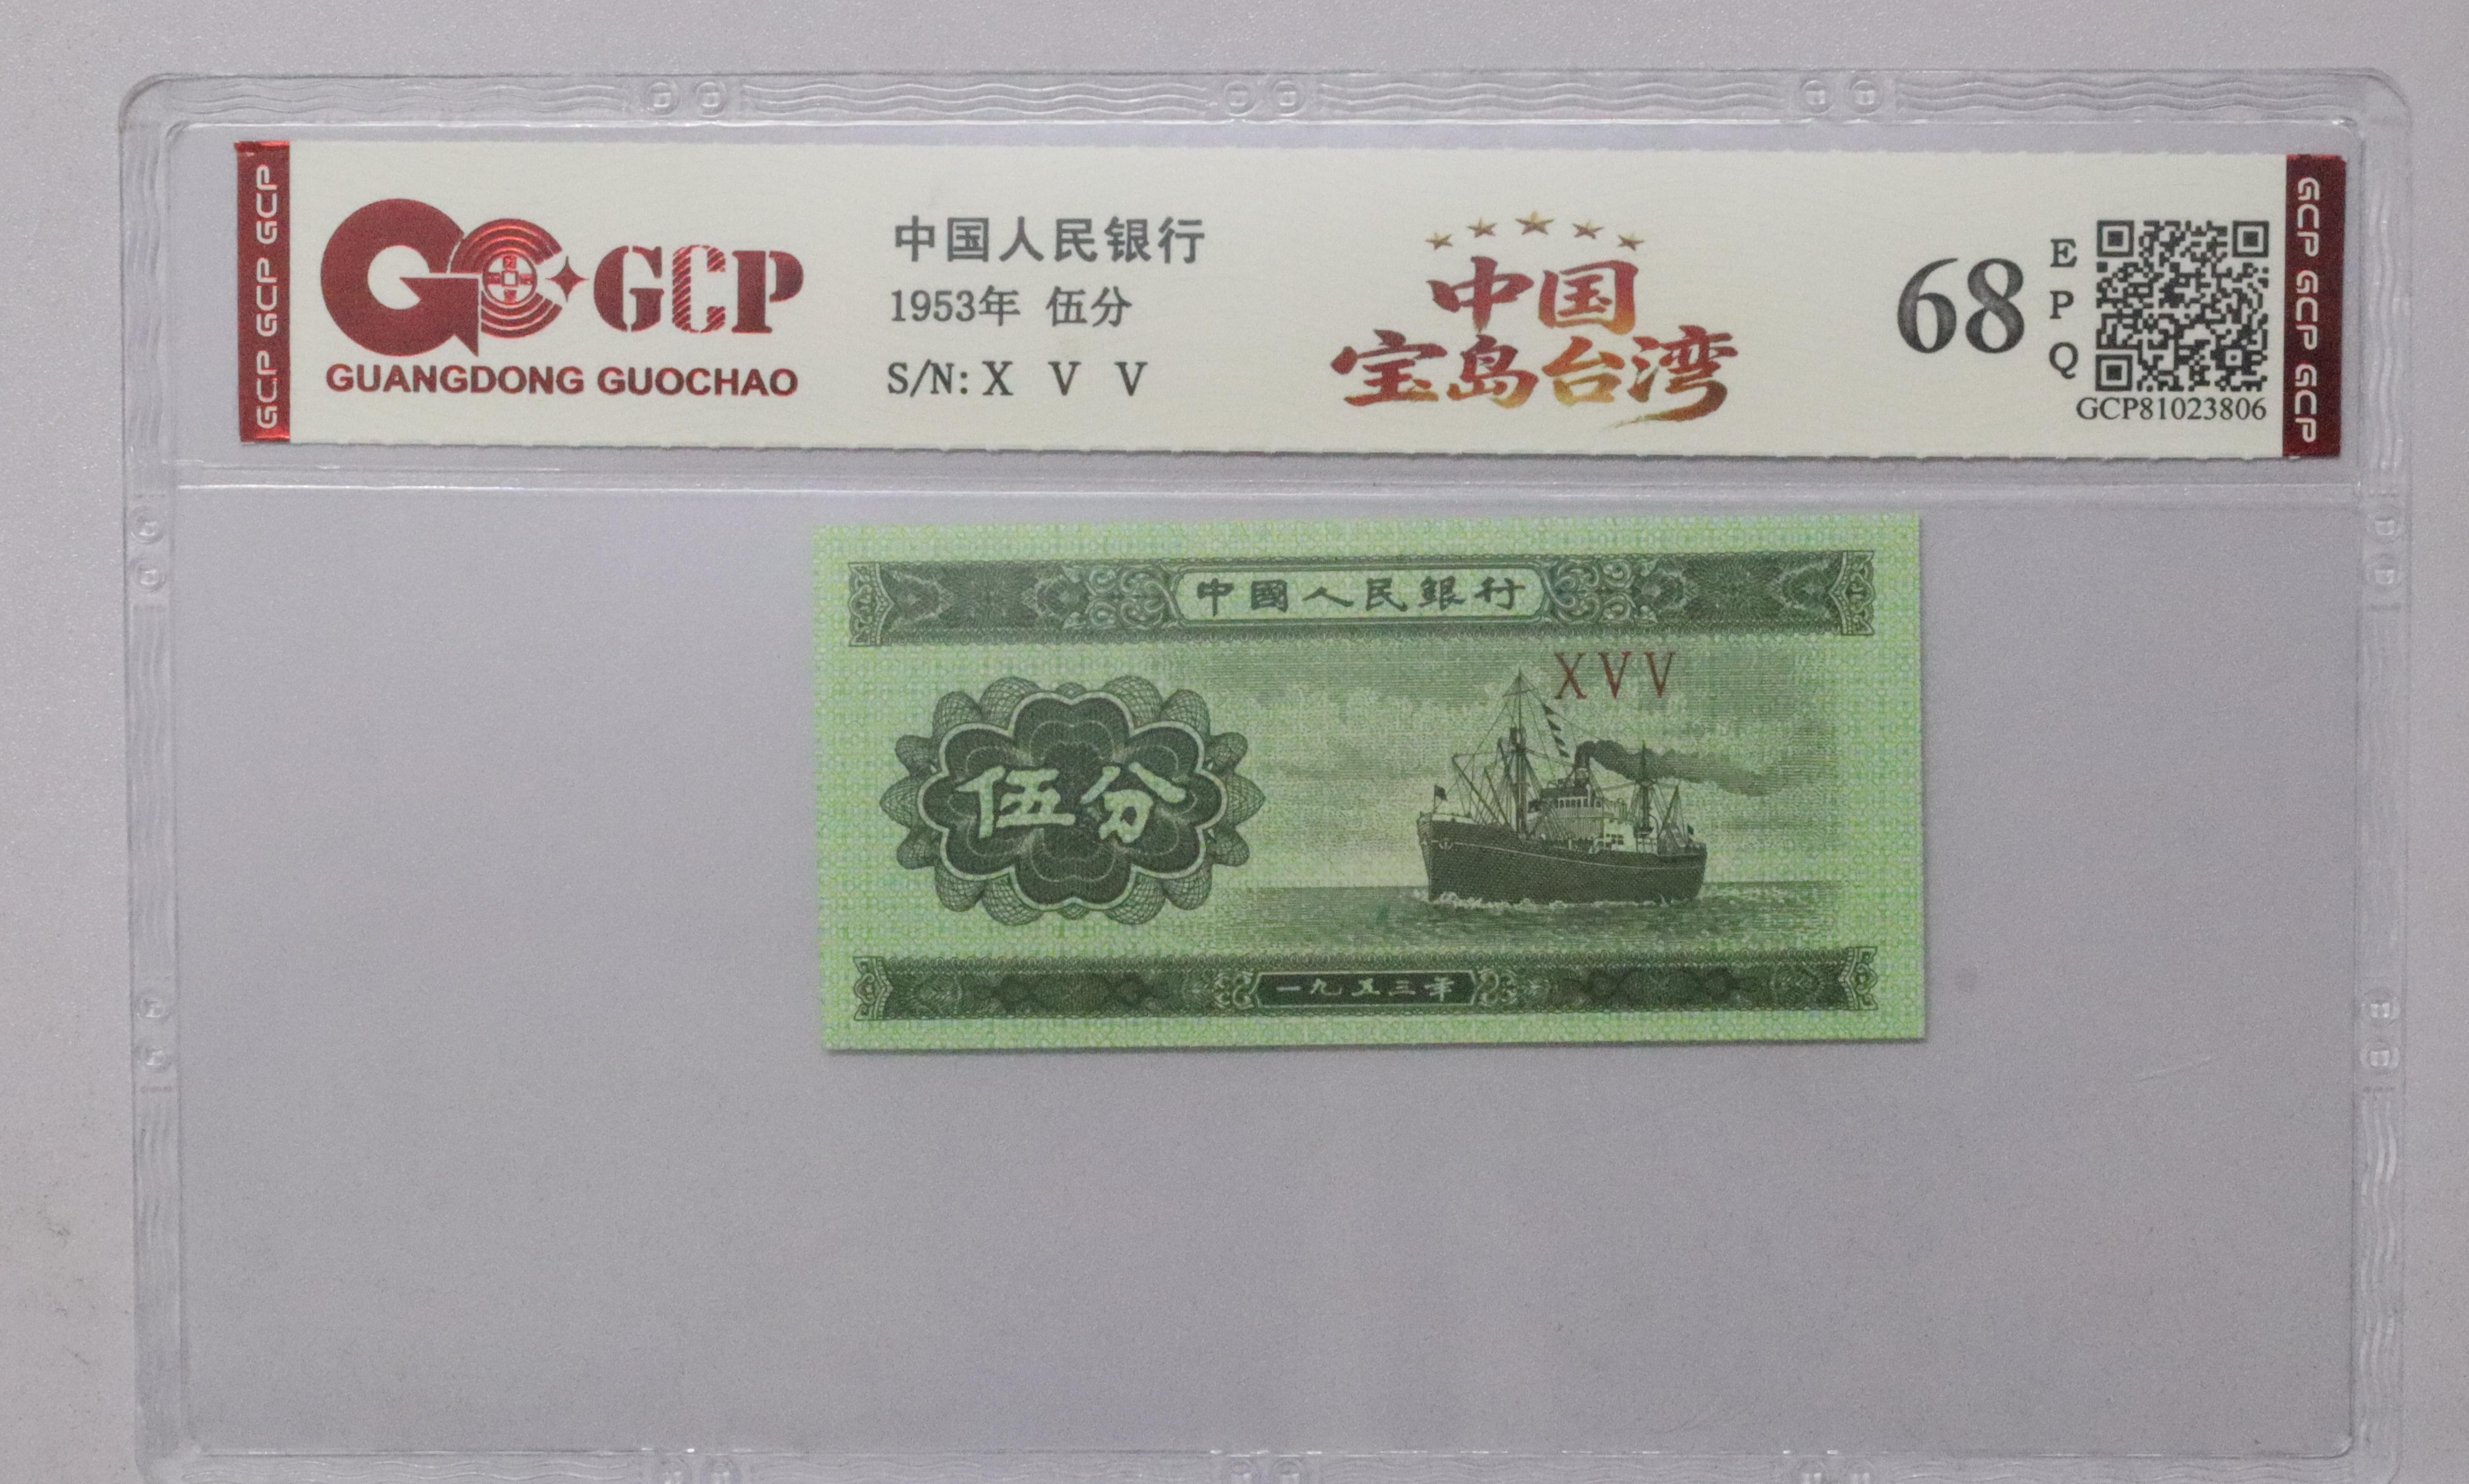 GCP GCP GCP
GCP
GUANGDONG GUOCHAO
中国人民银行
1953年 伍分
S/N: X V V
中国
宝岛台湾
68
E
P
Q
GCP81023806
GCP GCP GCP
中國人民銀行
XVV
伍分
一九五三年